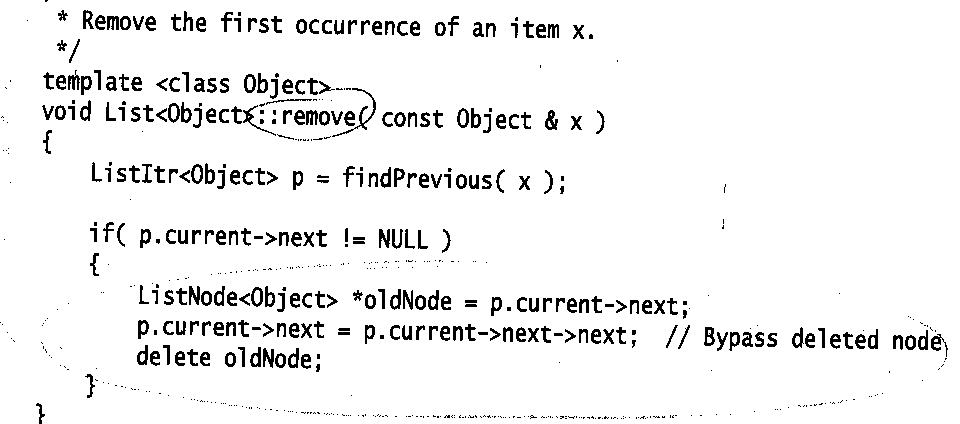 * Remove the first occurrence of an item x.
*/
template <class Object>
void List<Object>::remove( const Object & x )
{
ListItr<Object> p = findPrevious( x );
if( p.current->next != NULL )
{
ListNode<Object> *oldNode = p.current->next;
p.current->next = p.current->next->next; // Bypass deleted node
delete oldNode;
}
}